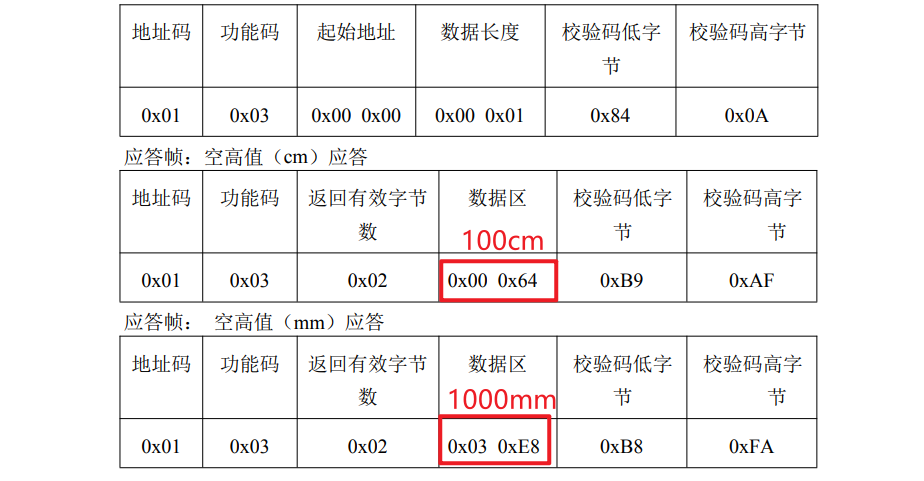 地址码 功能码 起始地址 数据长度 校验码低字节 校验码高字节
0x01 0x03 0x00 0x00 0x00 0x01 0x84 0x0A
应答帧：空高值（cm）应答
地址码 功能码 返回有效字节数 数据区 校验码低字节 校验码高字节
100cm
0x01 0x03 0x02 0x00 0x64 0xB9 0xAF
应答帧： 空高值（mm）应答
地址码 功能码 返回有效字节数 数据区 校验码低字节 校验码高字节
1000mm
0x01 0x03 0x02 0x03 0xE8 0xB8 0xFA